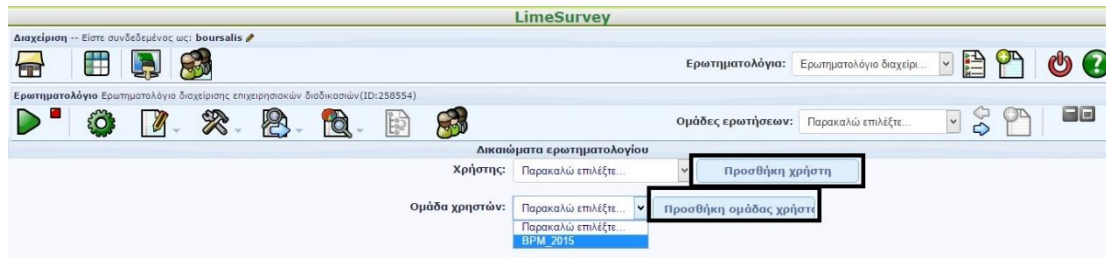 LimeSurvey
Διαχείριση -- Είστε συνδεδεμένος ως: boursalis
Ερωτηματολόγια: Ερωτηματολόγιο διαχείρι...
Ερωτηματολόγιο Ερωτηματολόγιο διαχείρισης επιχειρησιακών διαδικασιών(ID:258554)
Ομάδες ερωτήσεων: Παρακαλώ επιλέξτε...
Δικαιώματα ερωτηματολογίου
Χρήστης: Παρακαλώ επιλέξτε... Προσθήκη χρήστη
Ομάδα χρηστών: Παρακαλώ επιλέξτε... Προσθήκη ομάδας χρήστ
Παρακαλώ επιλέξτε...
BPM_2015